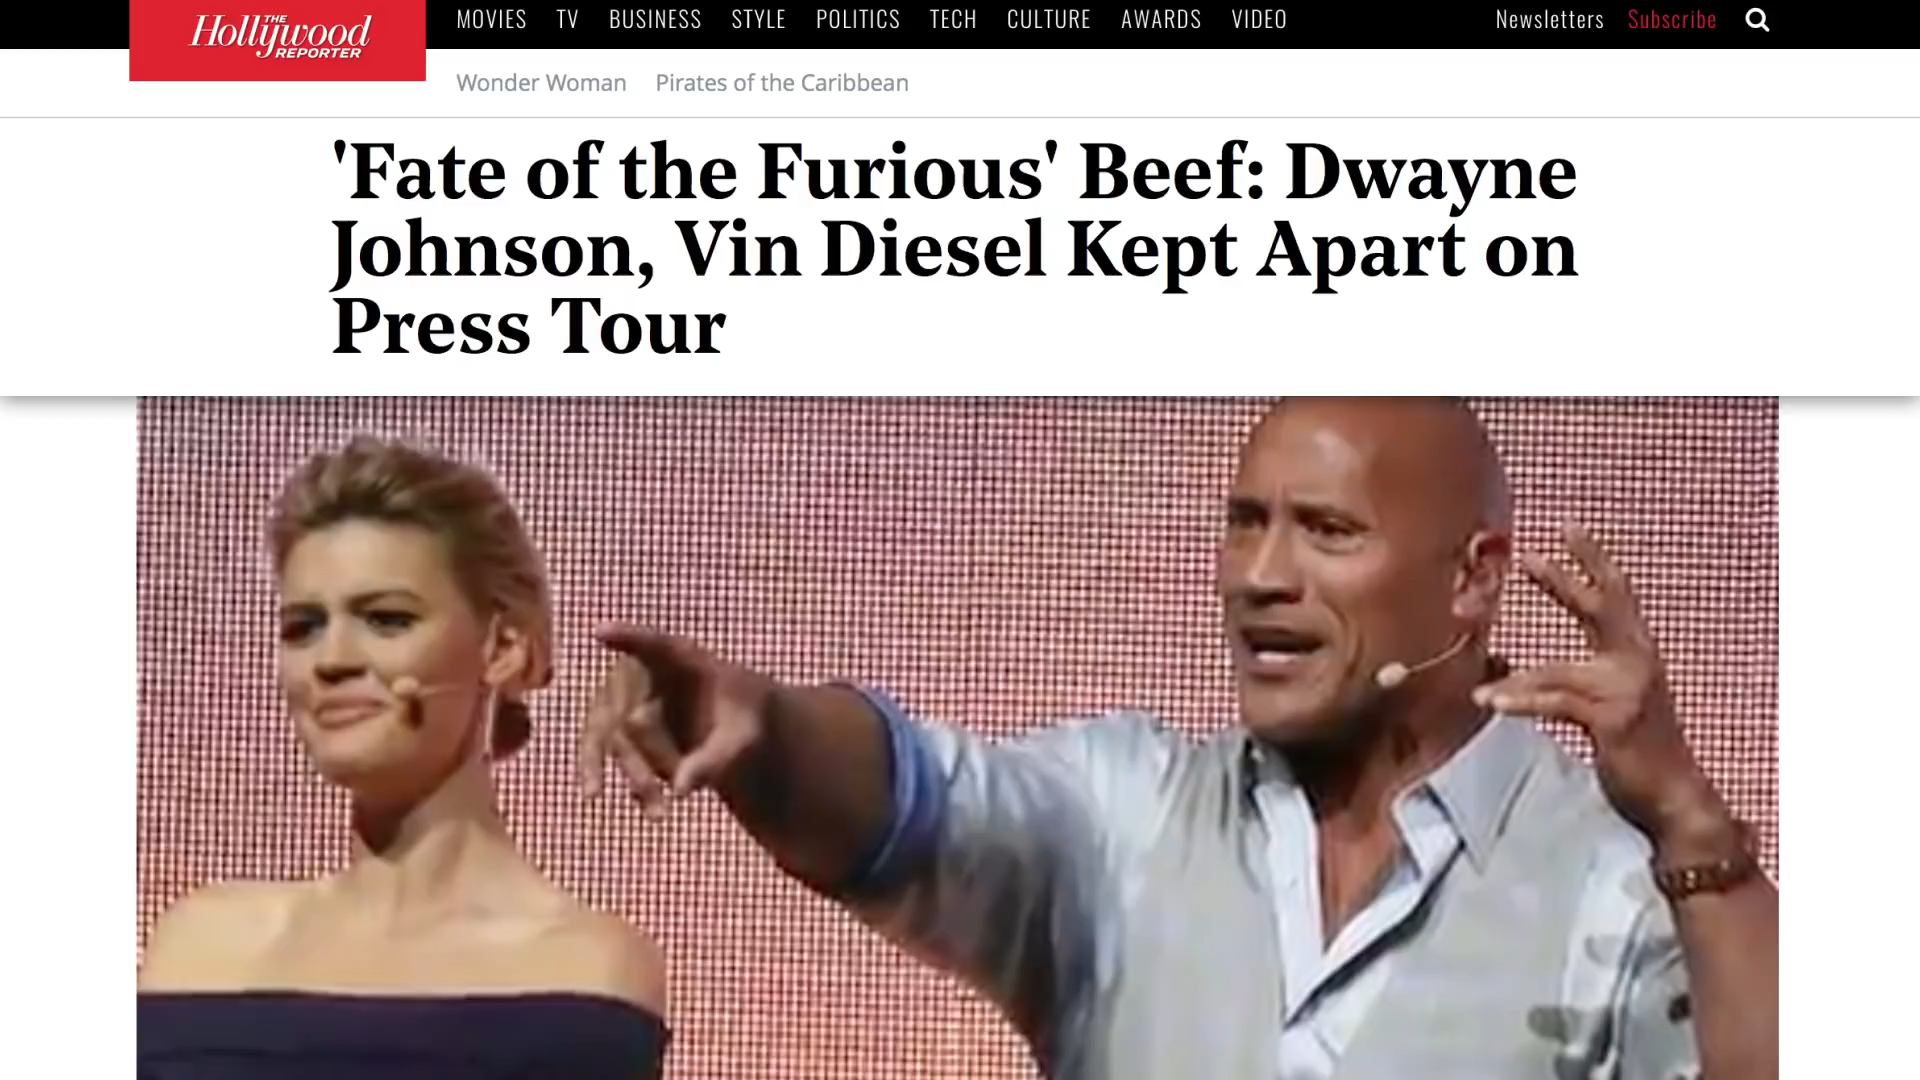 THE
Hollywood
REPORTER
MOVIES TV BUSINESS STYLE POLITICS TECH CULTURE AWARDS VIDEO
Newsletters Subscribe
Wonder Woman Pirates of the Caribbean
'Fate of the Furious' Beef: Dwayne
Johnson, Vin Diesel Kept Apart on
Press Tour